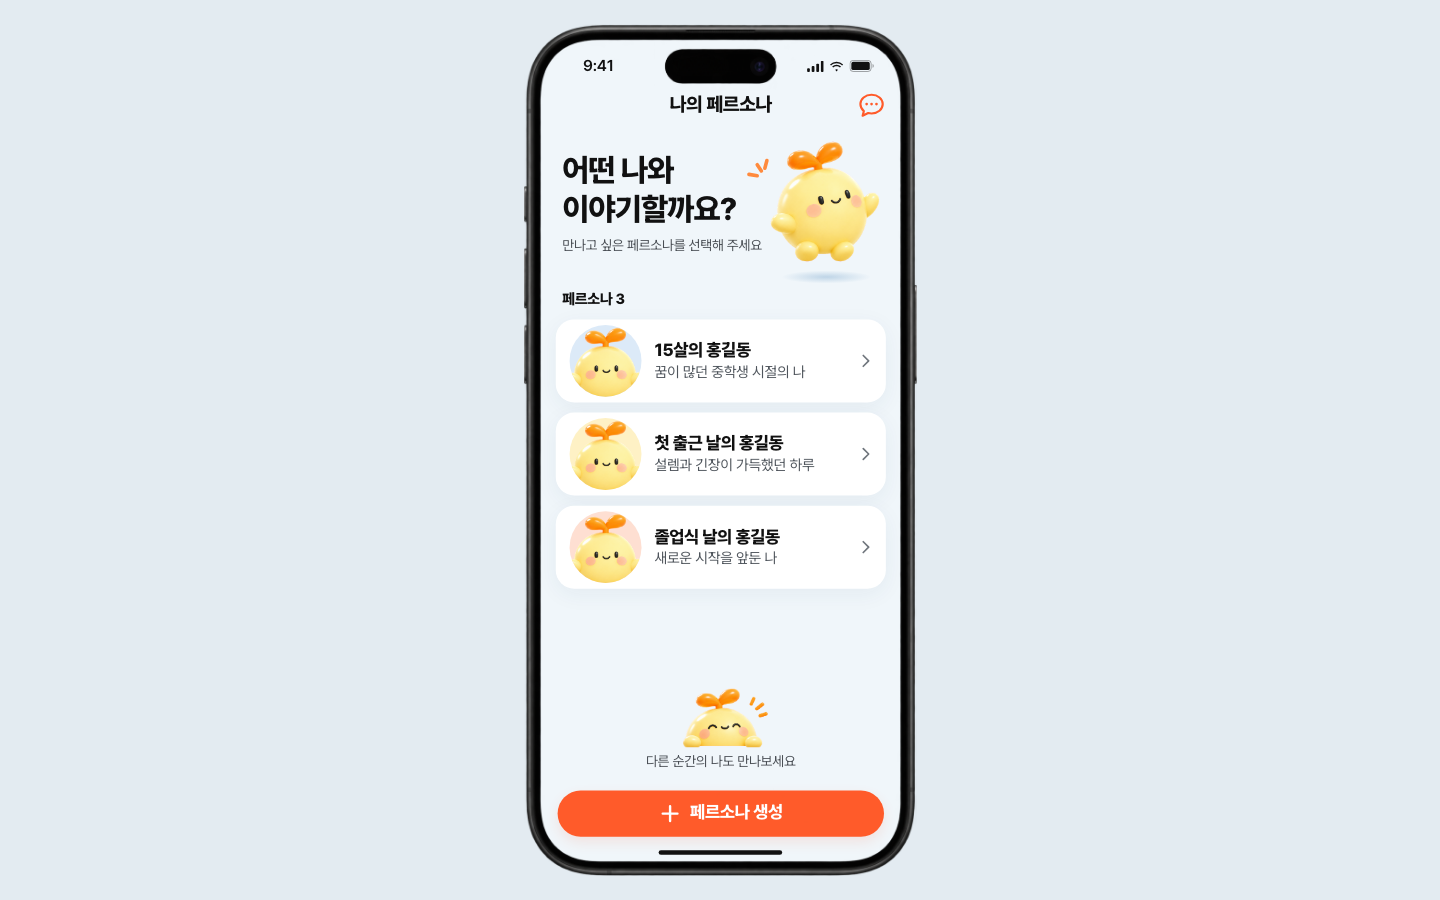 9:41
나의 페르소나
어떤 나와
이야기할까요?
만나고 싶은 페르소나를 선택해 주세요
페르소나 3
15살의 홍길동
꿈이 많던 중학생 시절의 나
첫 출근 날의 홍길동
설렘과 긴장이 가득했던 하루
졸업식 날의 홍길동
새로운 시작을 앞둔 나
다른 순간의 나도 만나보세요
페르소나 생성